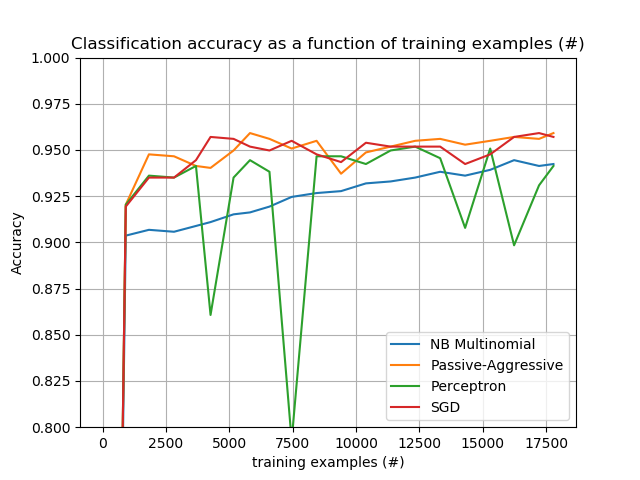 Classification accuracy as a function of training examples (#)
1.000
0.975
0.950
0.925
0.900
0.875
0.850
0.825
0.800
Accuracy
NB Multinomial
Passive-Aggressive
Perceptron
SGD
0 2500 5000 7500 10000 12500 15000 17500
training examples (#)